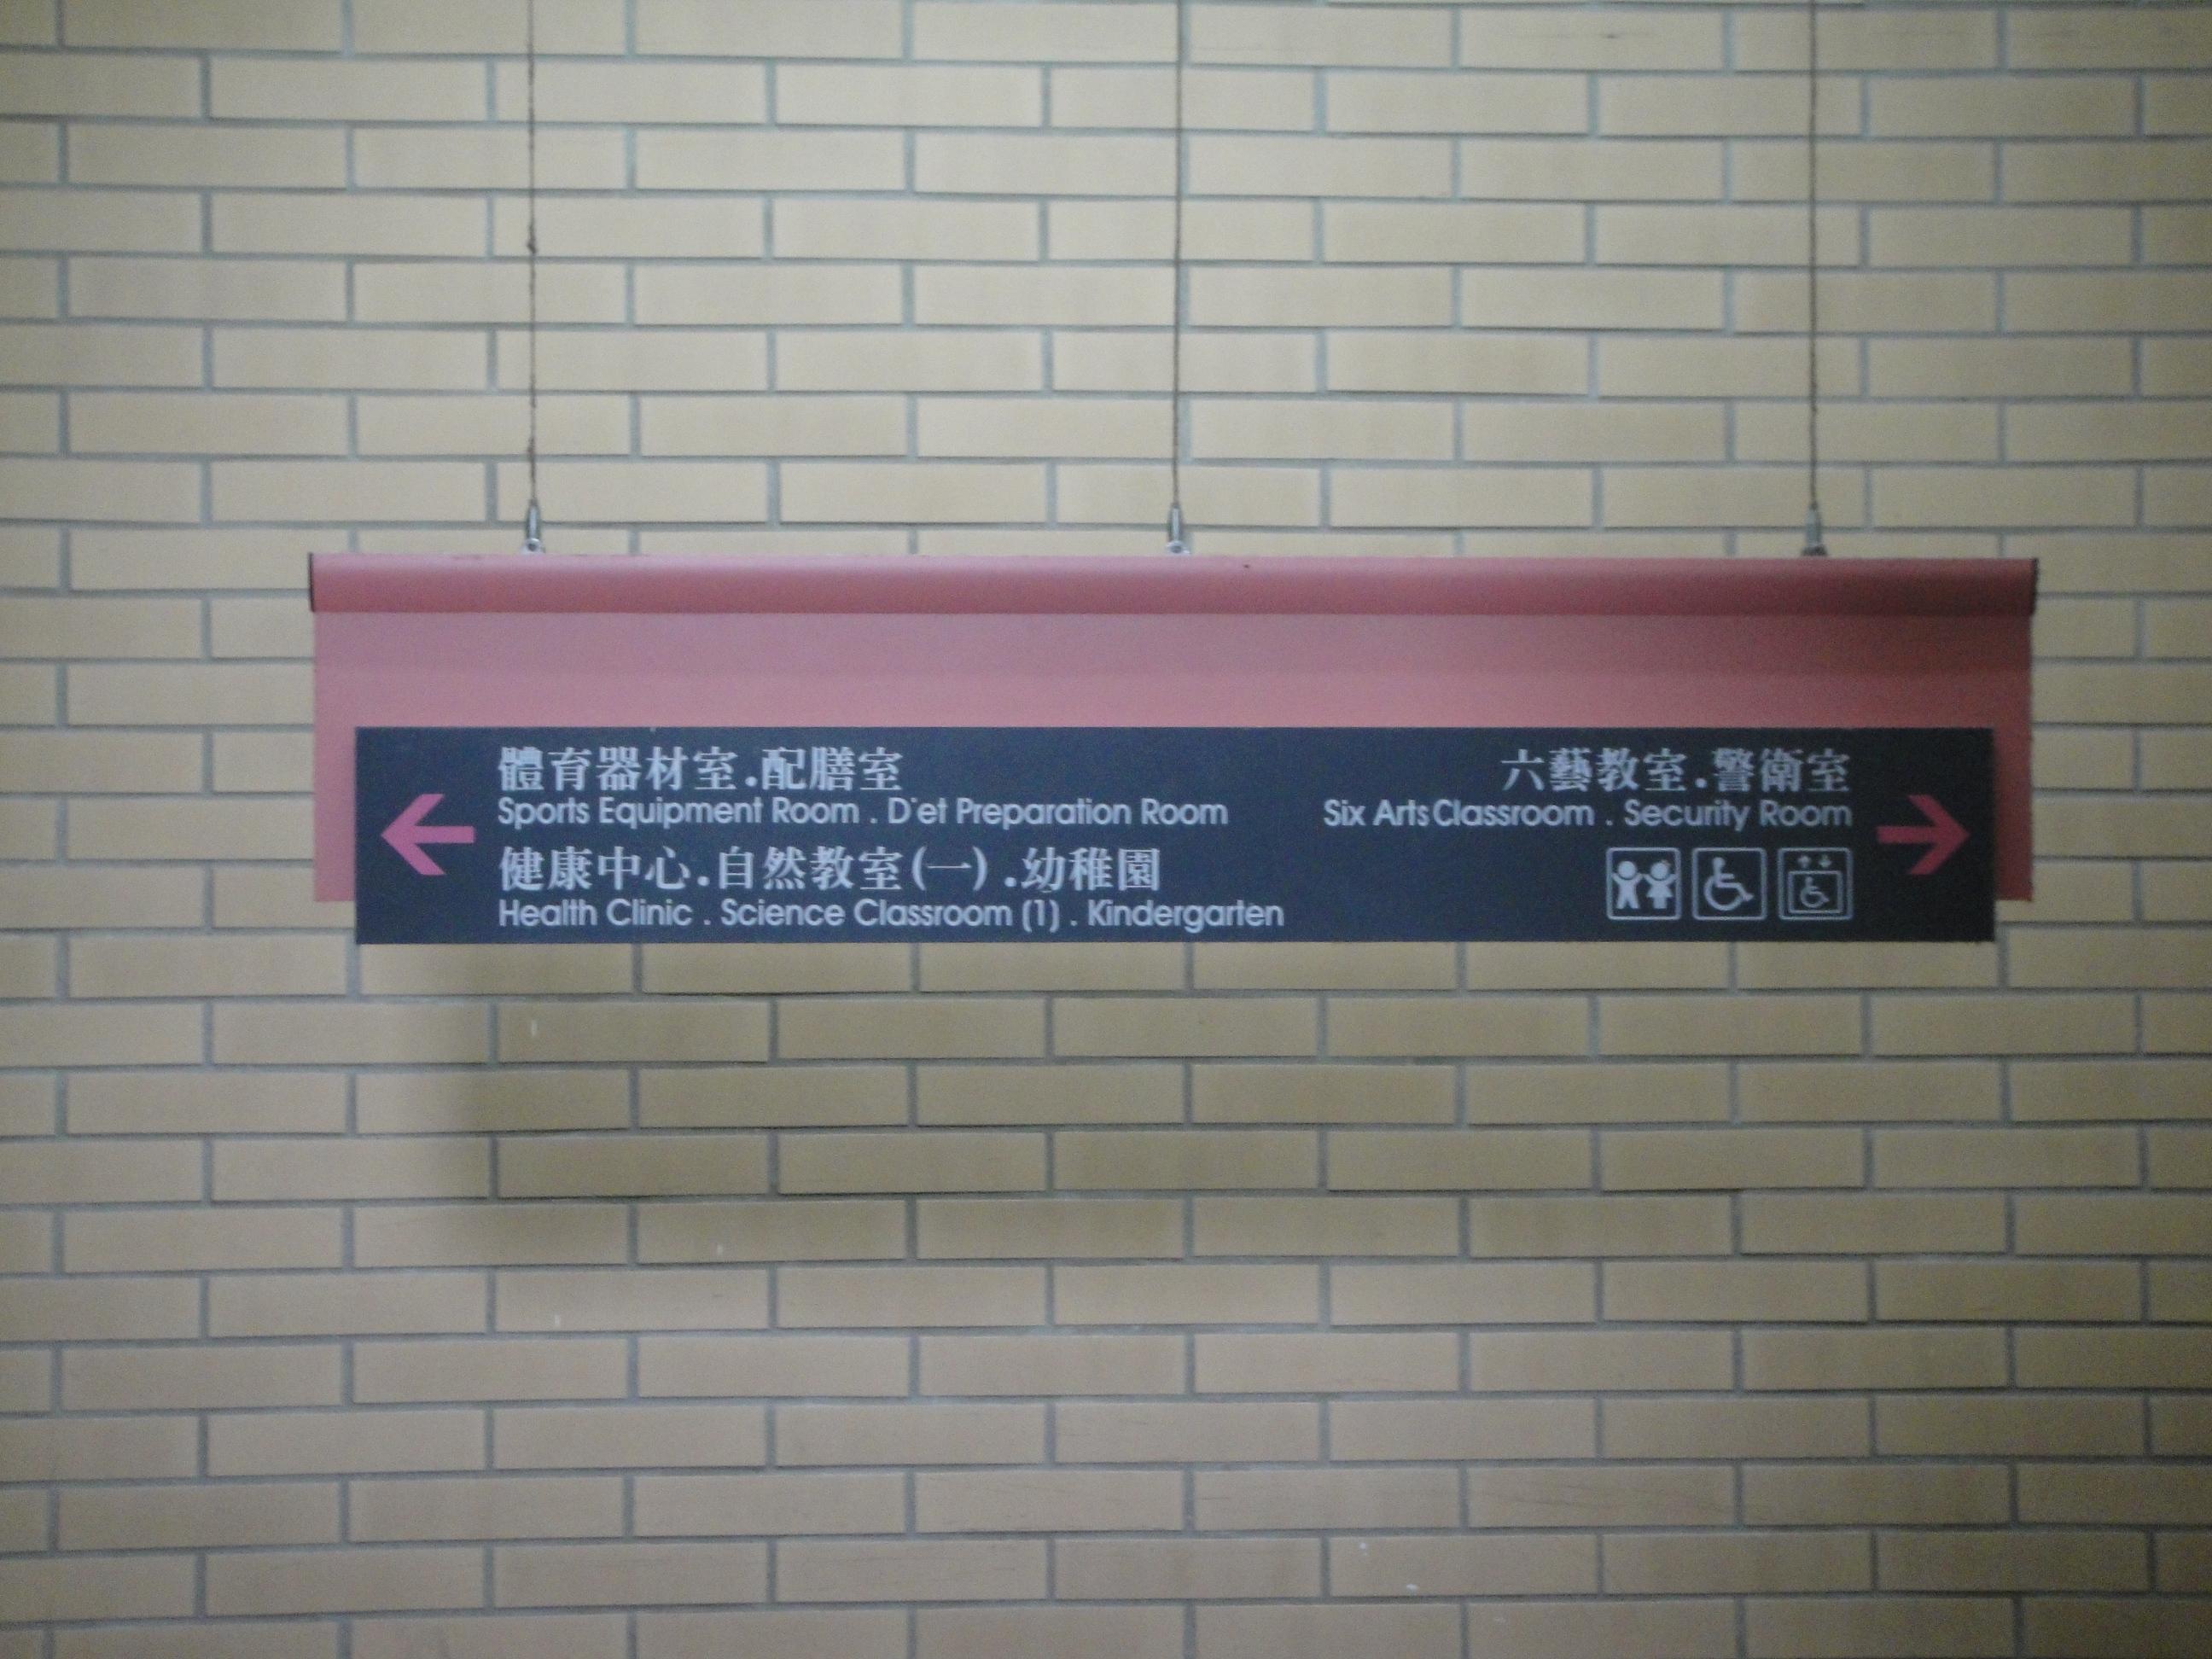 體育器材室.配膳室
Sports Equipment Room . D'et Preparation Room
健康中心.自然教室(一).幼稚園
Health Clinic . Science Classroom (1) . Kindergarten
六藝教室.警衛室
Six Arts Classroom . Security Room